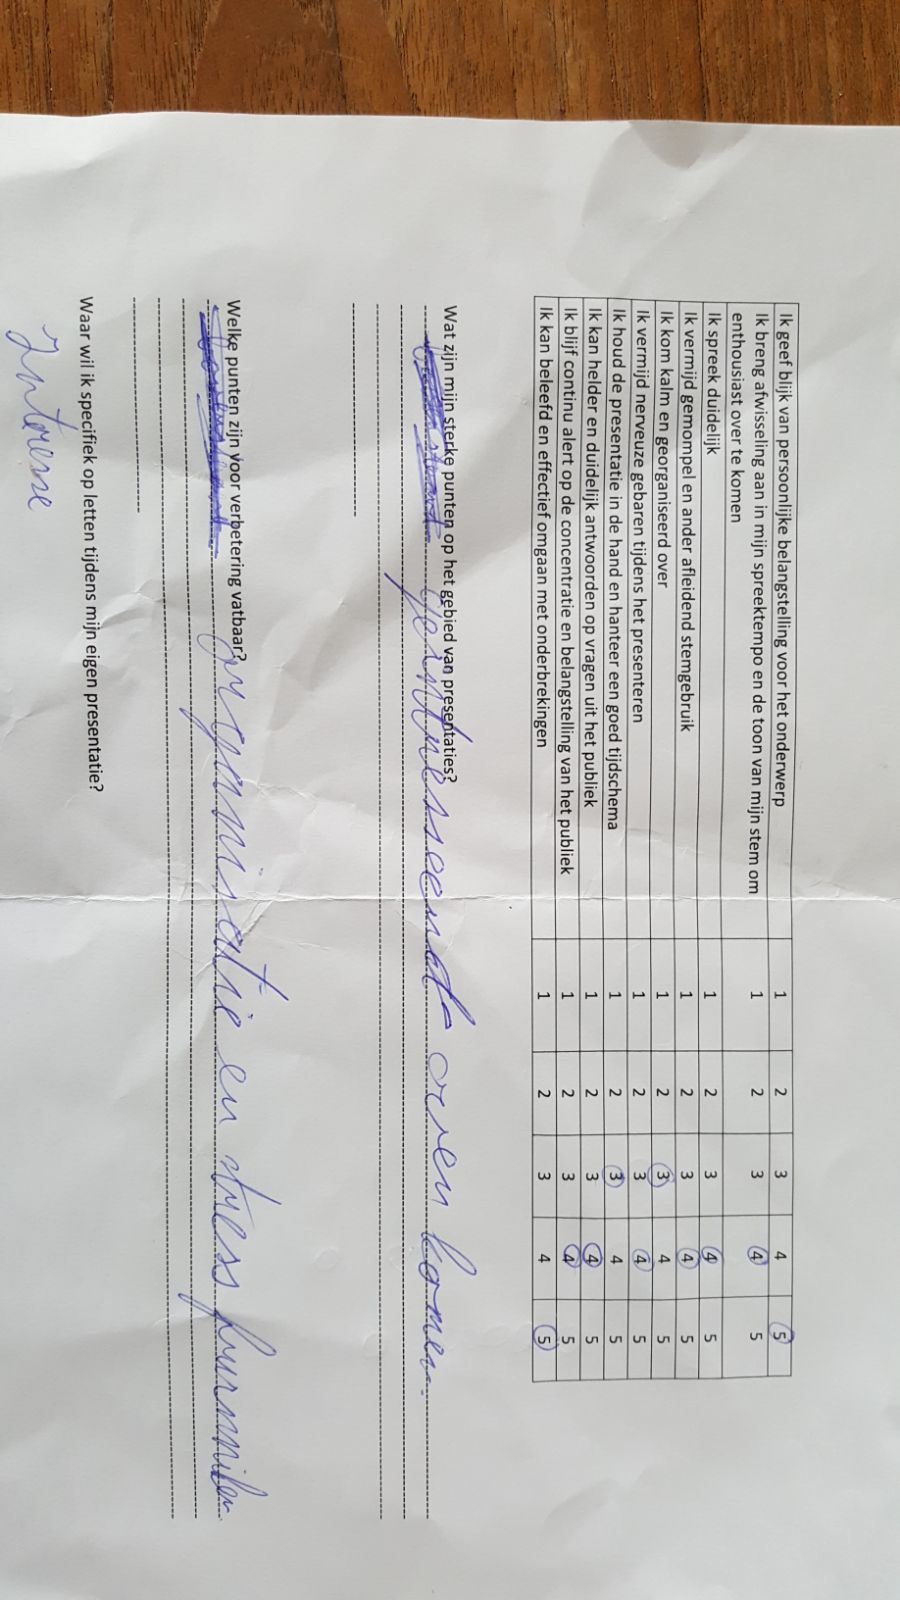 Ik geef blijk van persoonlijke belangstelling voor het onderwerp 1 2 3 4 5
Ik breng afwisseling aan in mijn spreektempo en de toon van mijn stem om 1 2 3 4 5
enthousiast over te komen
Ik spreek duidelijk 1 2 3 4 5
Ik vermijd gemompel en ander afleidend stemgebruik 1 2 3 4 5
Ik kom kalm en georganiseerd over 1 2 3 4 5
Ik vermijd nerveuze gebaren tijdens het presenteren 1 2 3 4 5
Ik houd de presentatie in de hand en hanteer een goed tijdschema 1 2 3 4 5
Ik kan helder en duidelijk antwoorden op vragen uit het publiek 1 2 3 4 5
Ik blijf continu alert op de concentratie en belangstelling van het publiek 1 2 3 4 5
Ik kan beleefd en effectief omgaan met onderbrekingen 1 2 3 4 5
Wat zijn mijn sterke punten op het gebied van presentaties?
over komen.
Welke punten zijn voor verbetering vatbaar?
organisatie en stress
Waar wil ik specifiek op letten tijdens mijn eigen presentatie?
Intresse